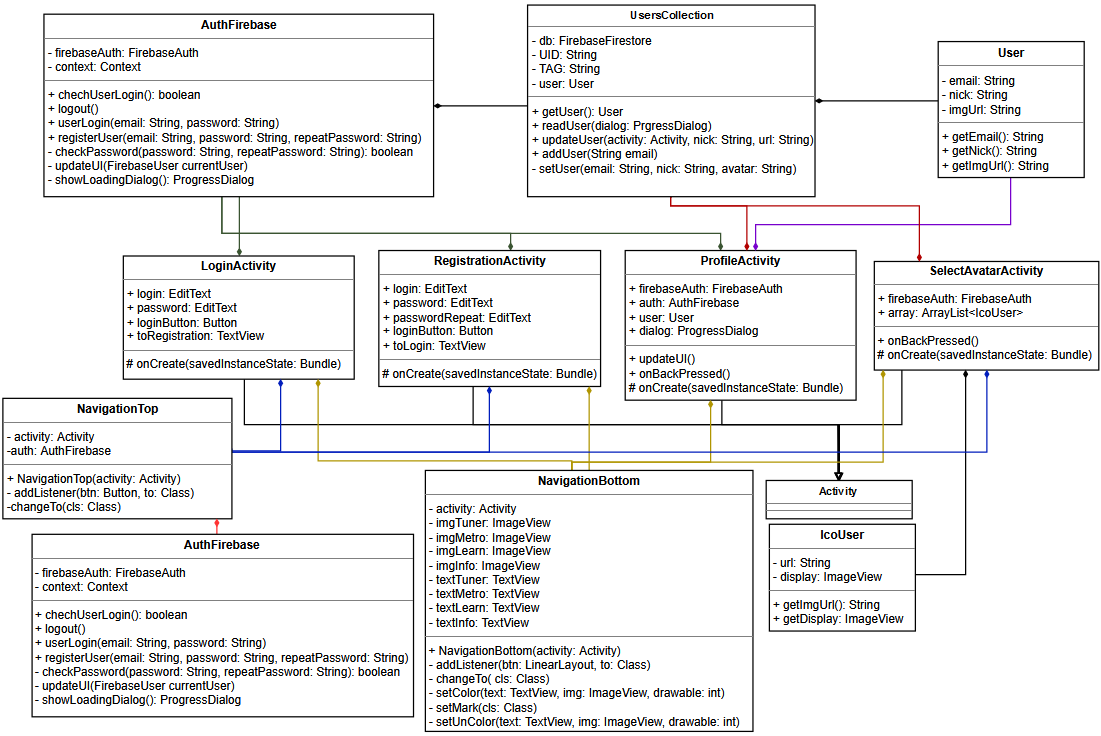 AuthFirebase
- firebaseAuth: FirebaseAuth
- context: Context
+ chechUserLogin(): boolean
+ logout()
+ userLogin(email: String, password: String)
+ registerUser(email: String, password: String, repeatPassword: String)
- checkPassword(password: String, repeatPassword: String): boolean
- updateUI(FirebaseUser currentUser)
- showLoadingDialog(): ProgressDialog
UsersCollection
- db: FirebaseFirestore
- UID: String
- TAG: String
- user: User
+ getUser(): User
+ readUser(dialog: PrgressDialog)
+ updateUser(activity: Activity, nick: String, url: String)
+ addUser(String email)
- setUser(email: String, nick: String, avatar: String)
User
- email: String
- nick: String
- imgUrl: String
+ getEmail(): String
+ getNick(): String
+ getImgUrl(): String
LoginActivity
+ login: EditText
+ password: EditText
+ loginButton: Button
+ toRegistration: TextView
# onCreate(savedInstanceState: Bundle)
RegistrationActivity
+ login: EditText
+ password: EditText
+ passwordRepeat: EditText
+ loginButton: Button
+ toLogin: TextView
# onCreate(savedInstanceState: Bundle)
ProfileActivity
+ firebaseAuth: FirebaseAuth
+ auth: AuthFirebase
+ user: User
+ dialog: ProgressDialog
+ updateUI()
+ onBackPressed()
# onCreate(savedInstanceState: Bundle)
SelectAvatarActivity
+ firebaseAuth: FirebaseAuth
+ array: ArrayList<IcoUser>
+ onBackPressed()
# onCreate(savedInstanceState: Bundle)
NavigationTop
- activity: Activity
-auth: AuthFirebase
+ NavigationTop(activity: Activity)
- addListener(btn: Button, to: Class)
-changeTo(cls: Class)
AuthFirebase
- firebaseAuth: FirebaseAuth
- context: Context
+ chechUserLogin(): boolean
+ logout()
+ userLogin(email: String, password: String)
+ registerUser(email: String, password: String, repeatPassword: String)
- checkPassword(password: String, repeatPassword: String): boolean
- updateUI(FirebaseUser currentUser)
- showLoadingDialog(): ProgressDialog
NavigationBottom
- activity: Activity
- imgTuner: ImageView
- imgMetro: ImageView
- imgLearn: ImageView
- imgInfo: ImageView
- textTuner: TextView
- textMetro: TextView
- textLearn: TextView
- textInfo: TextView
+ NavigationBottom(activity: Activity)
- addListener(btn: LinearLayout, to: Class)
- changeTo( cls: Class)
- setColor(text: TextView, img: ImageView, drawable: int)
- setMark(cls: Class)
- setUnColor(text: TextView, img: ImageView, drawable: int)
Activity
IcoUser
- url: String
- display: ImageView
+ getImgUrl(): String
+ getDisplay: ImageView